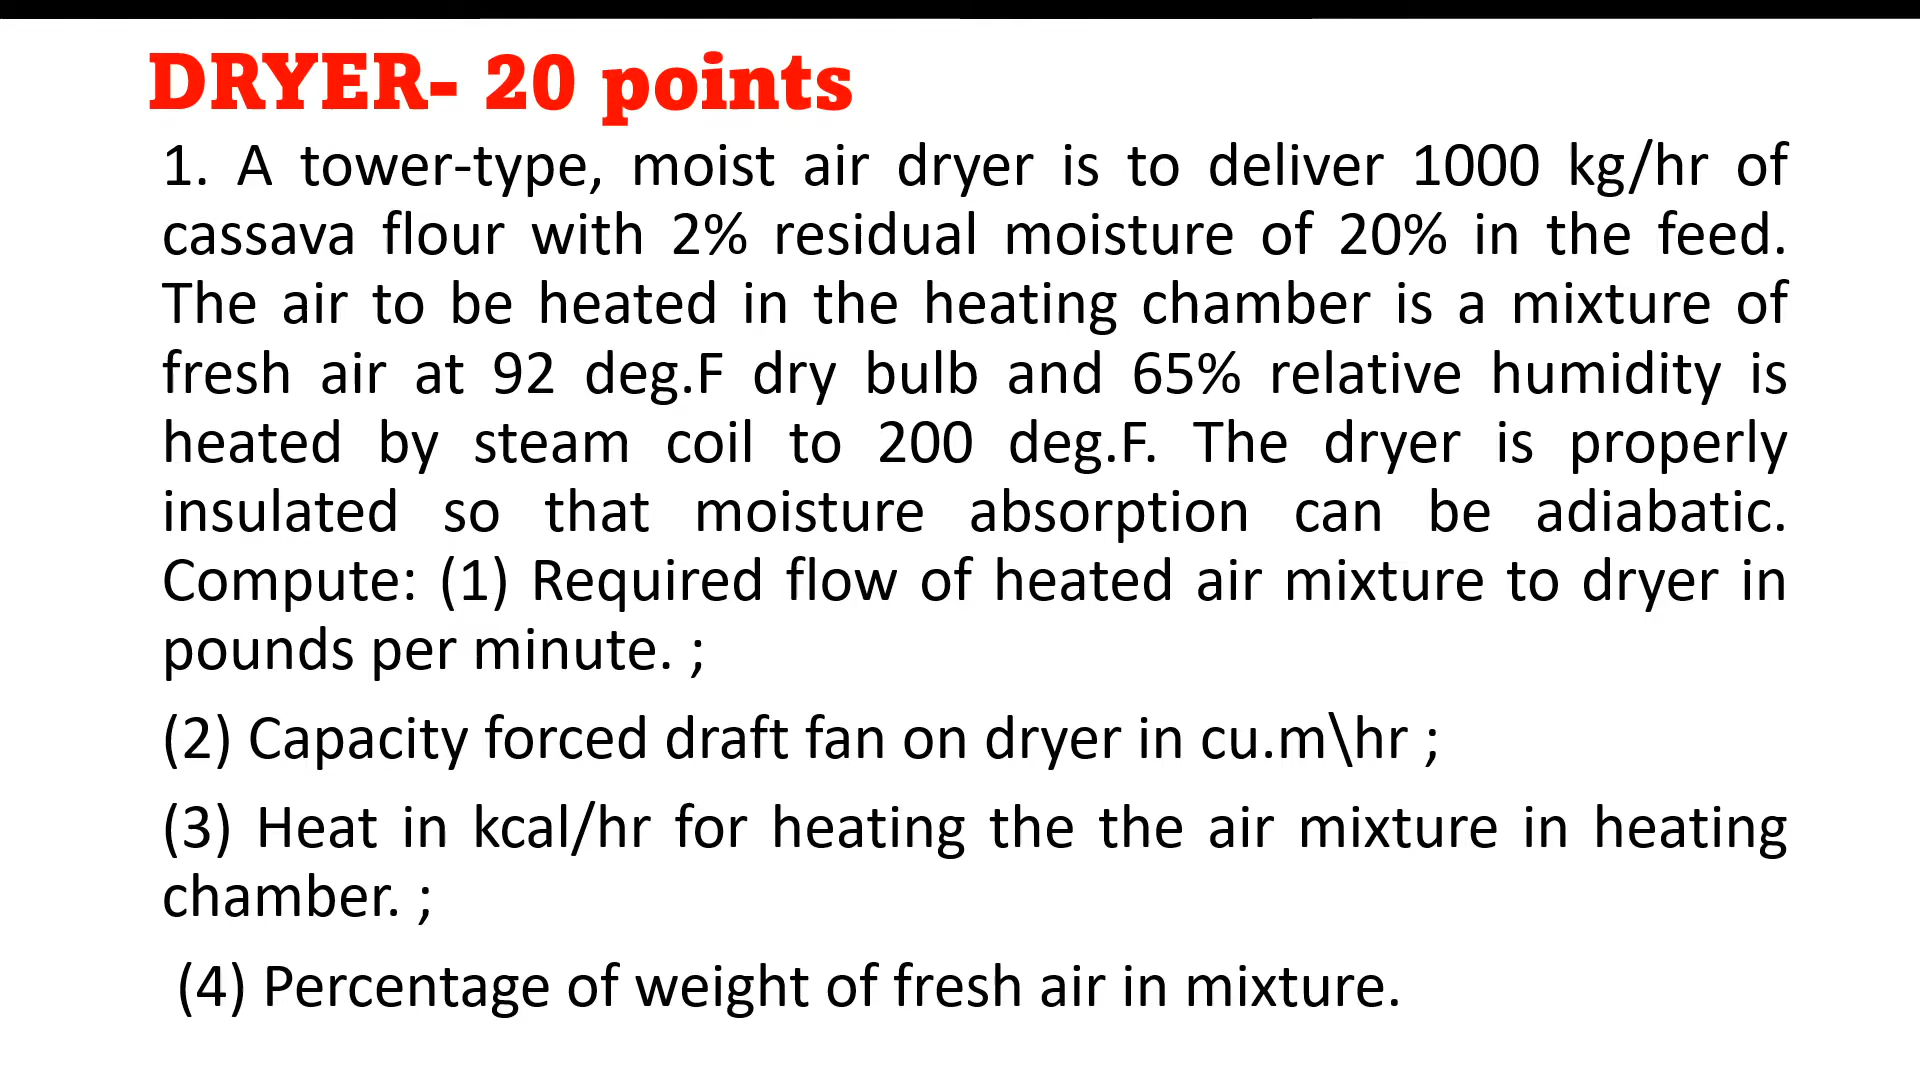 DRYER- 20 points
1. A tower-type, moist air dryer is to deliver 1000 kg/hr of
cassava flour with 2% residual moisture of 20% in the feed.
The air to be heated in the heating chamber is a mixture of
fresh air at 92 deg.F dry bulb and 65% relative humidity is
heated by steam coil to 200 deg.F. The dryer is properly
insulated so that moisture absorption can be adiabatic.
Compute: (1) Required flow of heated air mixture to dryer in
pounds per minute. ;
(2) Capacity forced draft fan on dryer in cu.m\hr ;
(3) Heat in kcal/hr for heating the the air mixture in heating
chamber. ;
(4) Percentage of weight of fresh air in mixture.